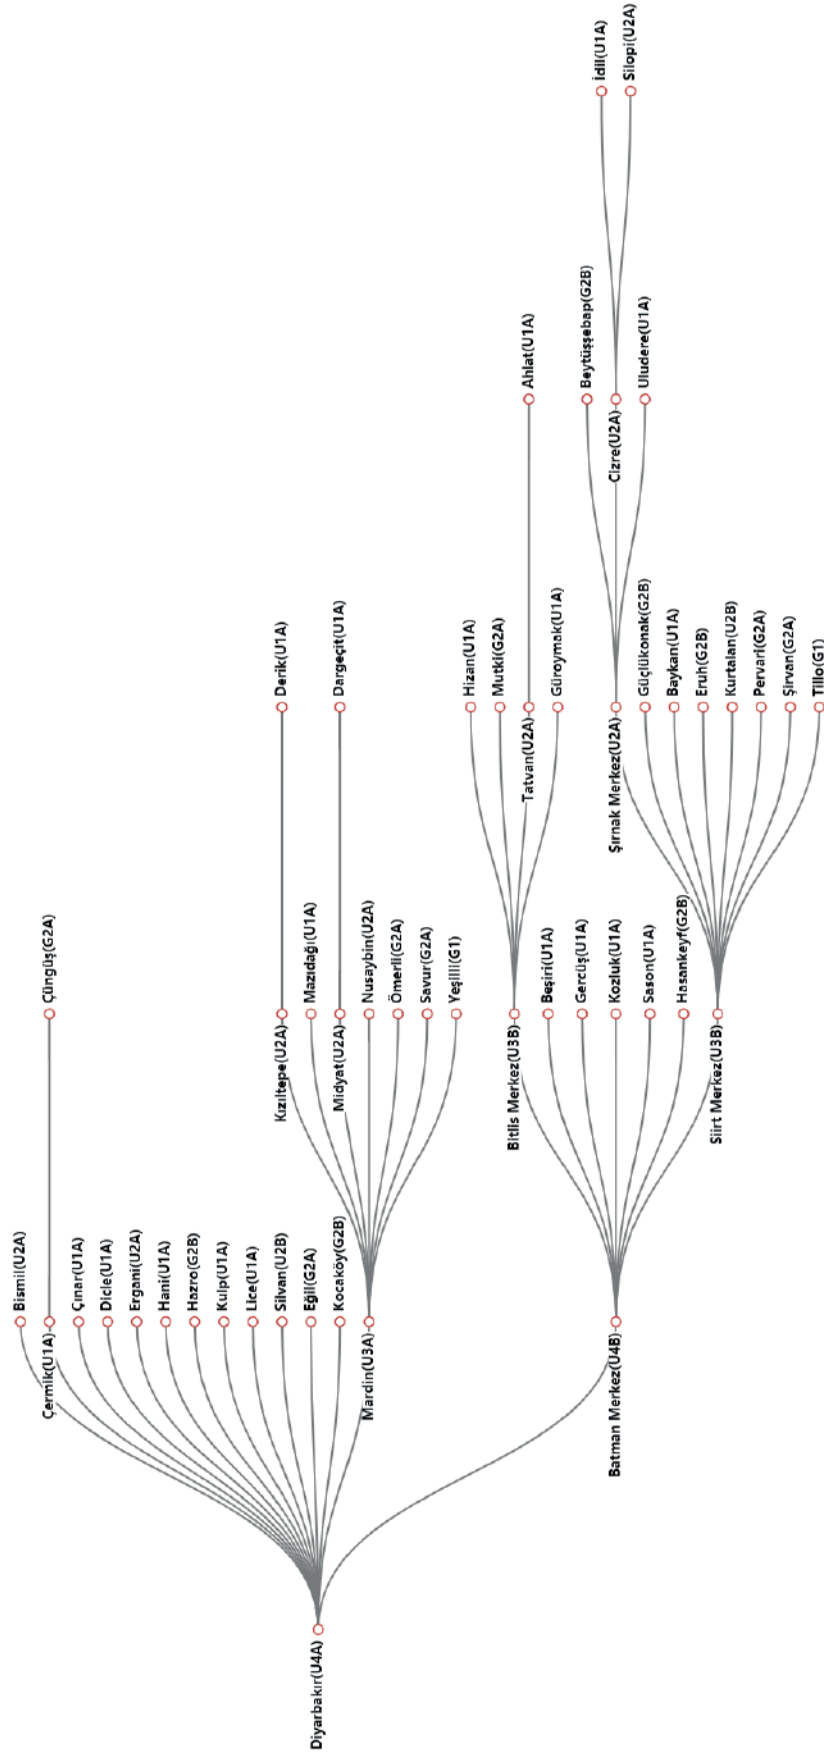 Diyarbakır(U4A)
Bismil(U2A)
Çermik(U1A)
Çüngüş(G2A)
Çınar(U1A)
Dicle(U1A)
Ergani(U2A)
Hani(U1A)
Hazro(G2B)
Kulp(U1A)
Lice(U1A)
Silvan(U2B)
Eğil(G2A)
Kocaköy(G2B)
Mardin(U3A)
Kızıltepe(U2A)
Derik(U1A)
Mazıdağı(U1A)
Midyat(U2A)
Dargeçit(U1A)
Nusaybin(U2A)
Ömerli(G2A)
Savur(G2A)
Yeşilli(G1)
Batman Merkez(U4B)
Bitlis Merkez(U3B)
Hizan(U1A)
Mutki(G2A)
Tatvan(U2A)
Ahlat(U1A)
Güroymak(U1A)
Beşiri(U1A)
Gercüş(U1A)
Kozluk(U1A)
Sason(U1A)
Hasankeyf(G2B)
Siirt Merkez(U3B)
Şırnak Merkez(U2A)
Beytüşşebap(G2B)
Cizre(U2A)
İdil(U1A)
Silopi(U2A)
Uludere(U1A)
Güçlükonak(G2B)
Baykan(U1A)
Eruh(G2B)
Kurtalan(U2B)
Pervari(G2A)
Şirvan(G2A)
Tillo(G1)